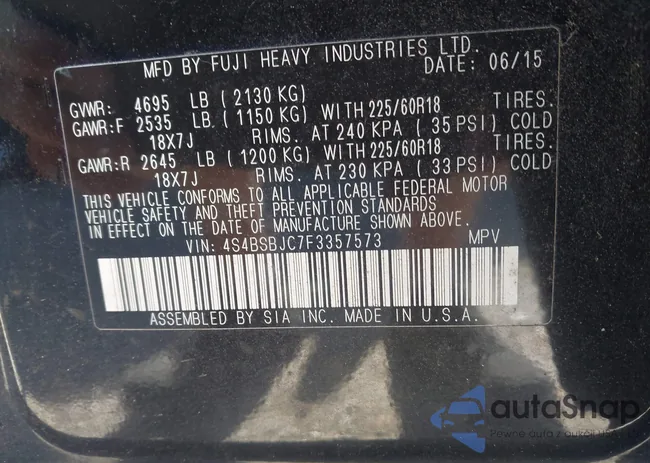 MFD BY FUJI HEAVY INDUSTRIES LTD.
DATE: 06/15
GVWR: 4695 LB (2130 KG)
GAWR:F 2535 LB. (1150 KG) WITH 225/60R18 TIRES.
18X7J RIMS. AT 240 KPA (35 PSI) COLD
GAWR:R 2645 LB (1200 KG) WITH 225/60R18 TIRES.
18X7J RIMS. AT 230 KPA (33 PSI) COLD
THIS VEHICLE CONFORMS TO ALL APPLICABLE FEDERAL MOTOR
VEHICLE SAFETY AND THEFT PREVENTION STANDARDS
IN EFFECT ON THE DATE OF MANUFACTURE SHOWN ABOVE.
VIN: 4S4BSBJC7F3357573 MPV
ASSEMBLED BY SIA INC. MADE IN U.S.A.
autaSnap
Pewne auta z aukcji